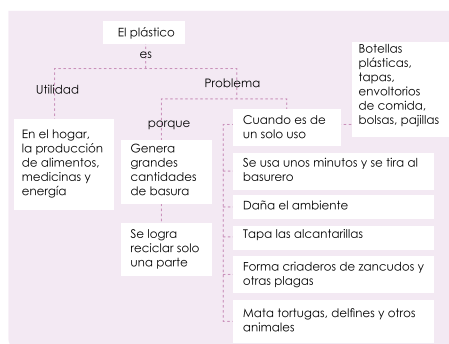 El plástico
es
Utilidad
Problema
En el hogar,
la producción
de alimentos,
medicinas y
energía
porque
Genera
grandes
cantidades
de basura
Se logra
reciclar solo
una parte
Cuando es de
un solo uso
Botellas
plásticas,
tapas,
envoltorios
de comida,
bolsas, pajillas
Se usa unos minutos y se tira al
basurero
Daña el ambiente
Tapa las alcantarillas
Forma criaderos de zancudos y
otras plagas
Mata tortugas, delfines y otros
animales